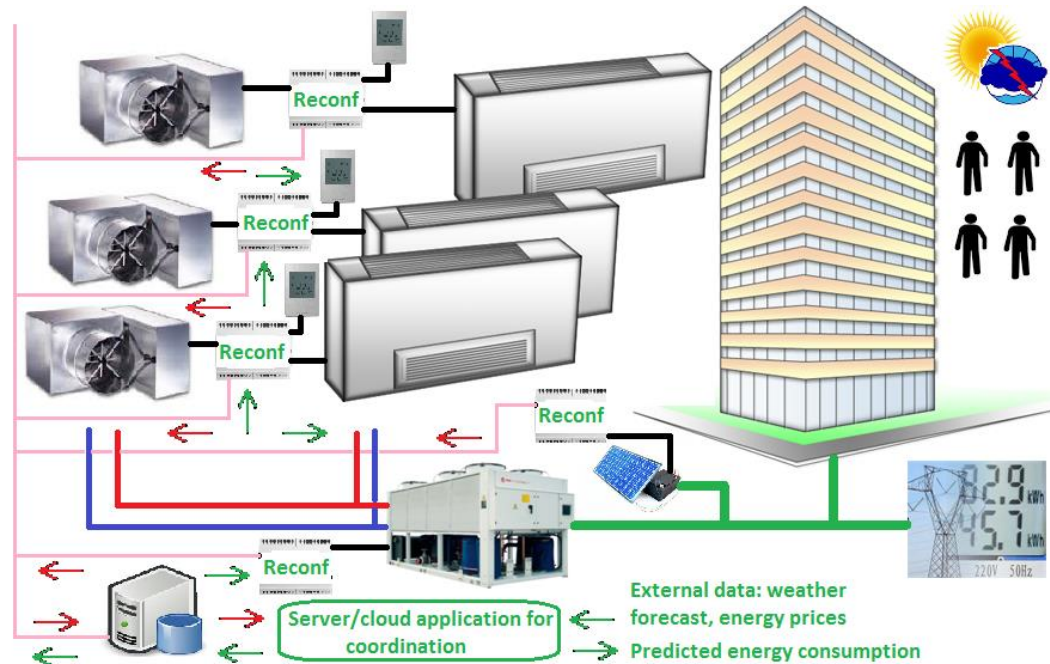 Reconf
Reconf
Reconf
Reconf
82.9 kWh
45.7 kWh
220V 50Hz
Reconf
External data: weather
forecast, energy prices
Server/cloud application for
coordination
Predicted energy consumption